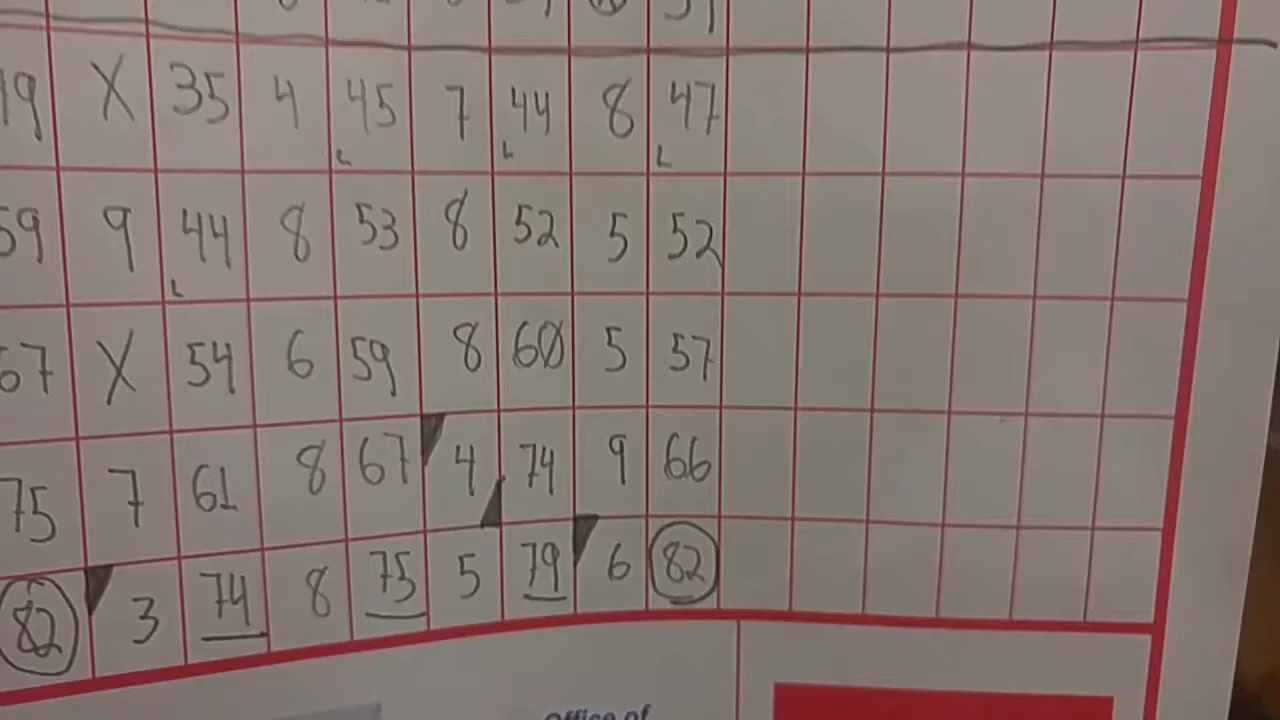 19 X 35 4 45 7 44 8 47
59 9 44 8 53 8 52 5 52
67 X 54 6 59 8 60 5 57
75 7 61 8 67 4 74 9 66
82 3 74 8 75 5 79 6 82
Office of